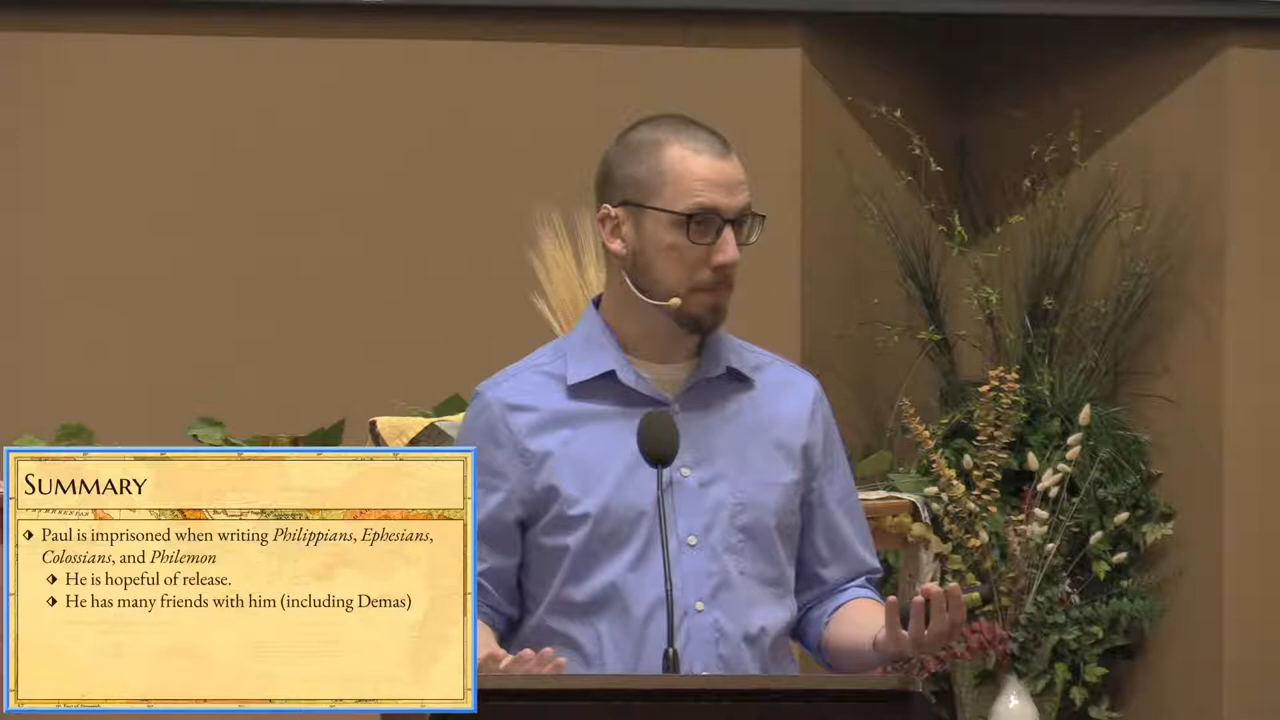 Summary
Paul is imprisoned when writing Philippians, Ephesians,
Colossians, and Philemon
He is hopeful of release.
He has many friends with him (including Demas)